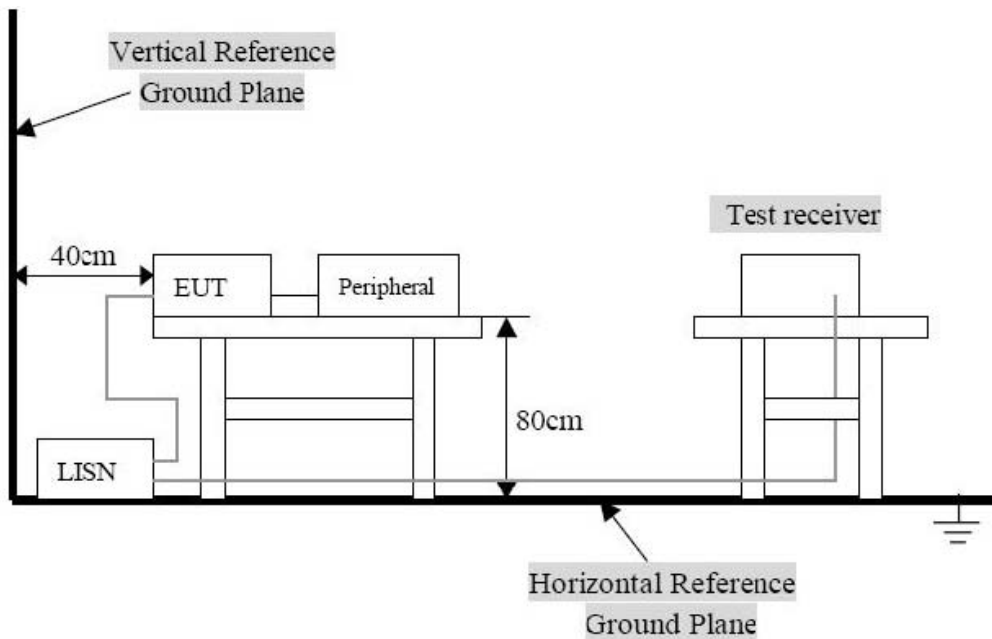 Vertical Reference
Ground Plane
Test receiver
40cm
EUT
Peripheral
80cm
LISN
Horizontal Reference
Ground Plane